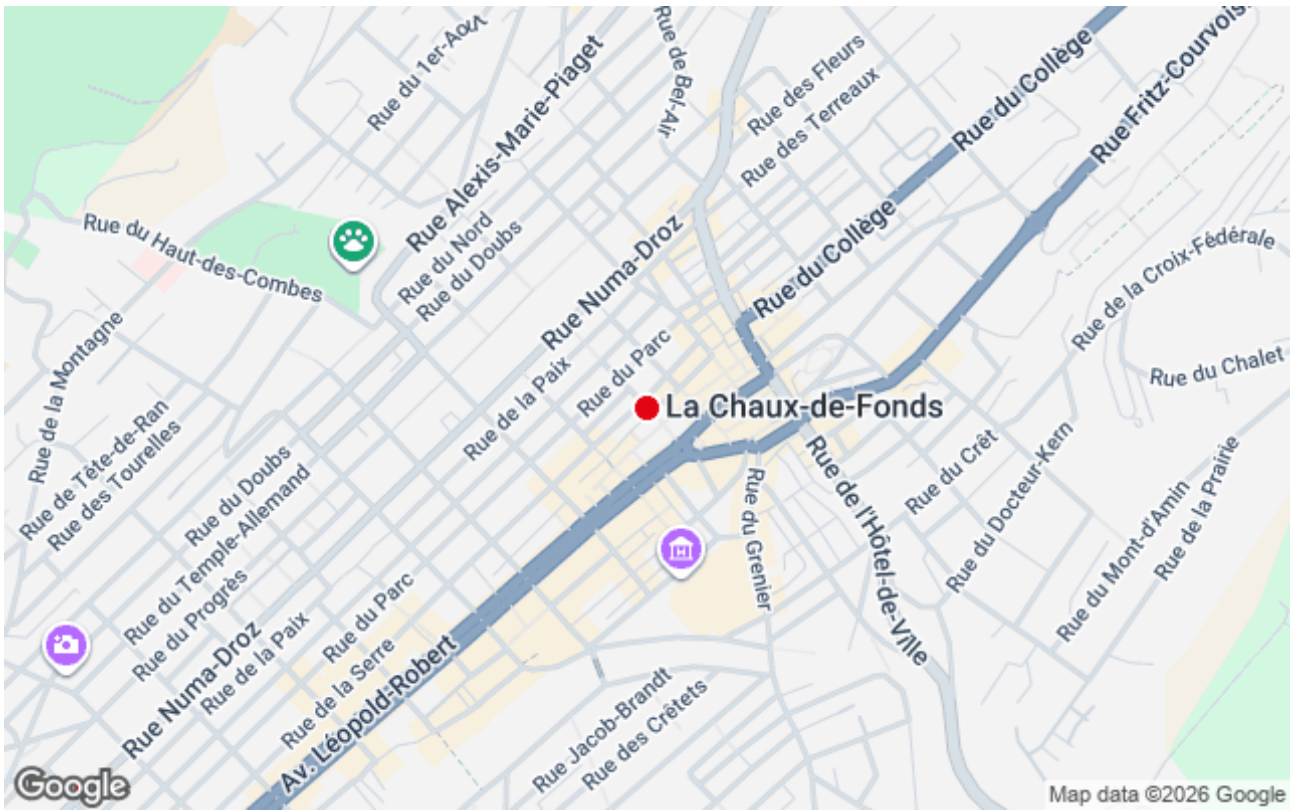 Rue du 1er-Août
Rue de Bel-Air
Rue du Collège
Rue Fritz-Courvois
Rue Alexis-Marie-Piaget
Rue des Fleurs
Rue des Terreaux
Rue du Haut-des-Combes
Rue du Nord
Rue du Doubs
Rue Numa-Droz
Rue du Collège
Rue de la Croix-Fédérale
Rue de la Montagne
Rue de la Paix
Rue du Parc
La Chaux-de-Fonds
Rue du Chalet
Rue de Tête-de-Ran
Rue des Tourelles
Rue du Doubs
Rue du Temple-Allemand
Rue du Progrès
Rue Numa-Droz
Rue de la Paix
Rue du Parc
Rue de la Serre
Av. Léopold-Robert
Rue du Grenier
Rue de l'Hôtel-de-Ville
Rue du Crêt
Rue du Docteur-Kern
Rue du Mont-d'Amin
Rue de la Prairie
Rue Jacob-Brandt
Rue des Crêtets
Google
Map data ©2026 Google